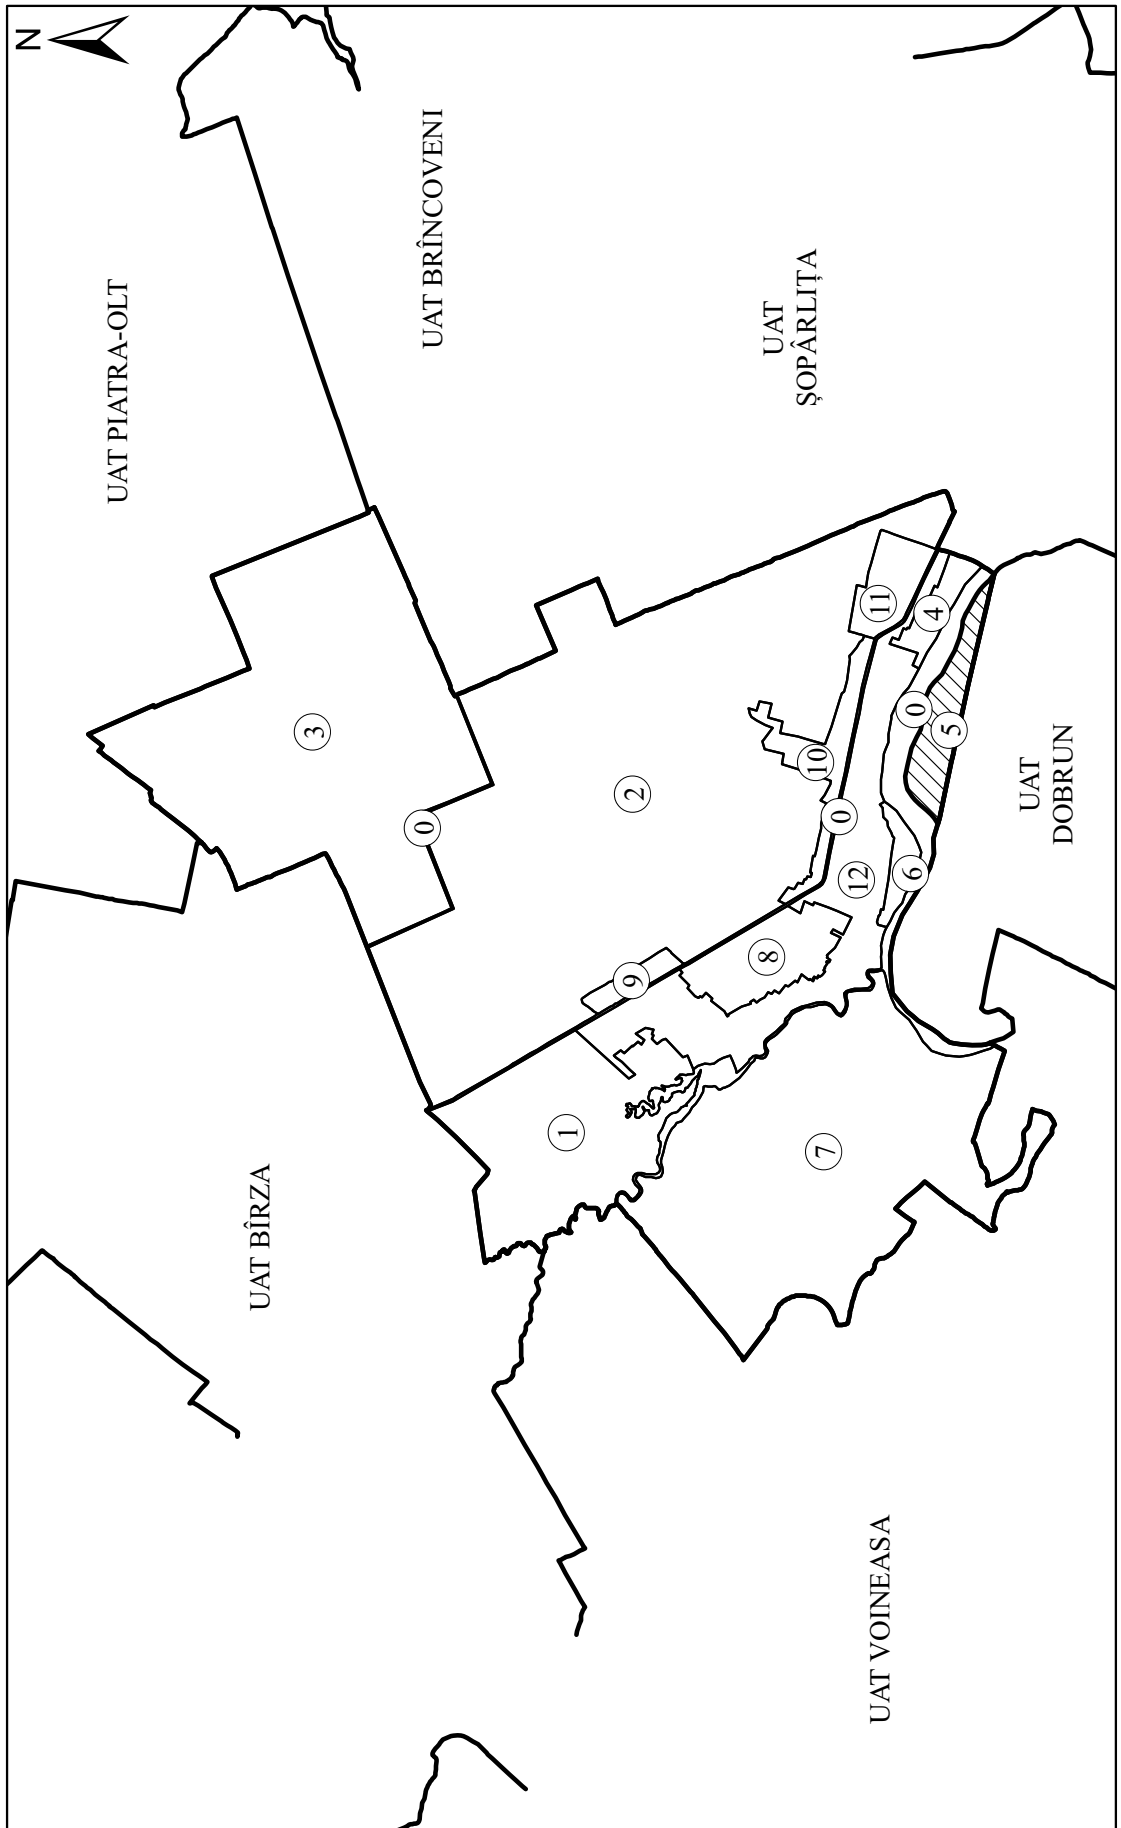 N
UAT PIATRA-OLT
UAT BRÎNCOVENI
UAT
ȘOPÂRLIȚA
UAT BÎRZA
UAT VOINEASA
UAT
DOBRUN
3
0
2
1
9
8
7
10
0
12
11
4
0
5
6